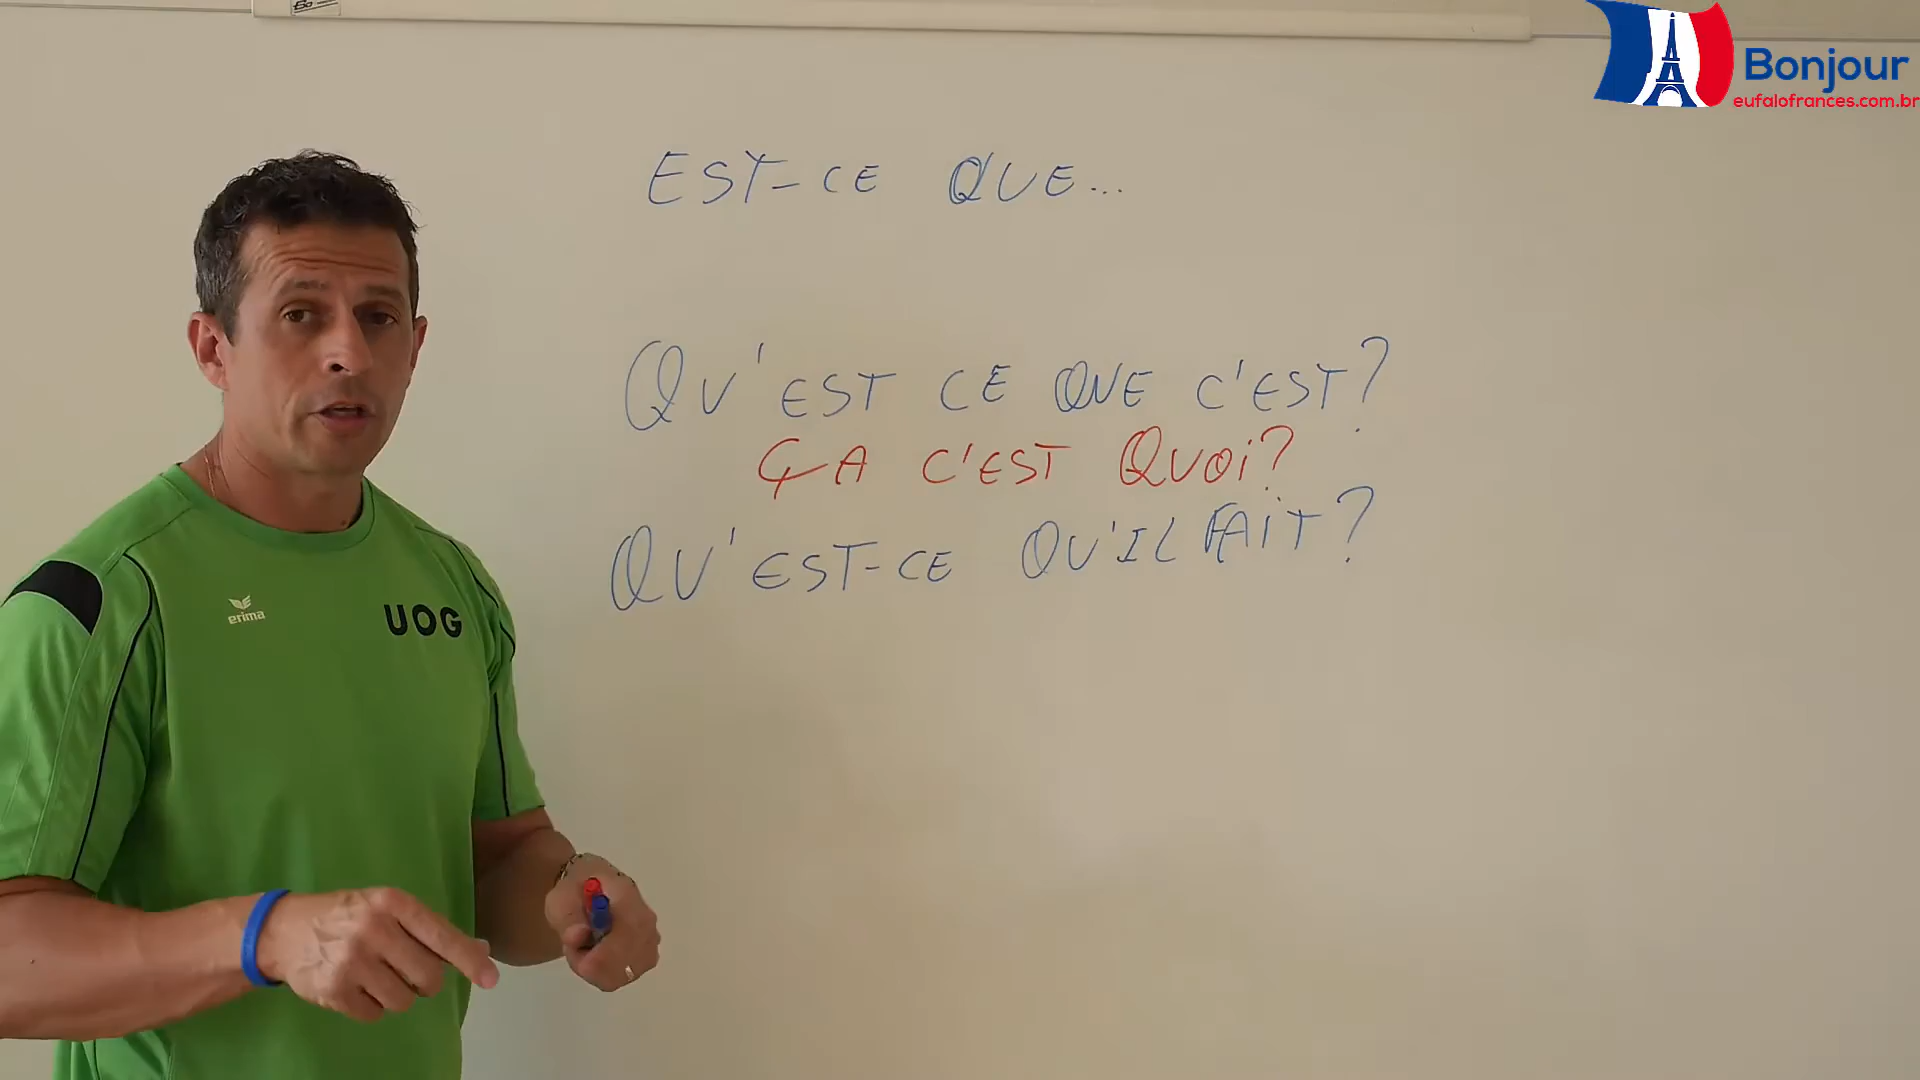 Bonjour
eufalofrances.com.br
EST-CE QUE...
QU'EST CE QUE C'EST?
ÇA C'EST QUOI?
QU'EST-CE QU'IL FAIT?
erima
UOG